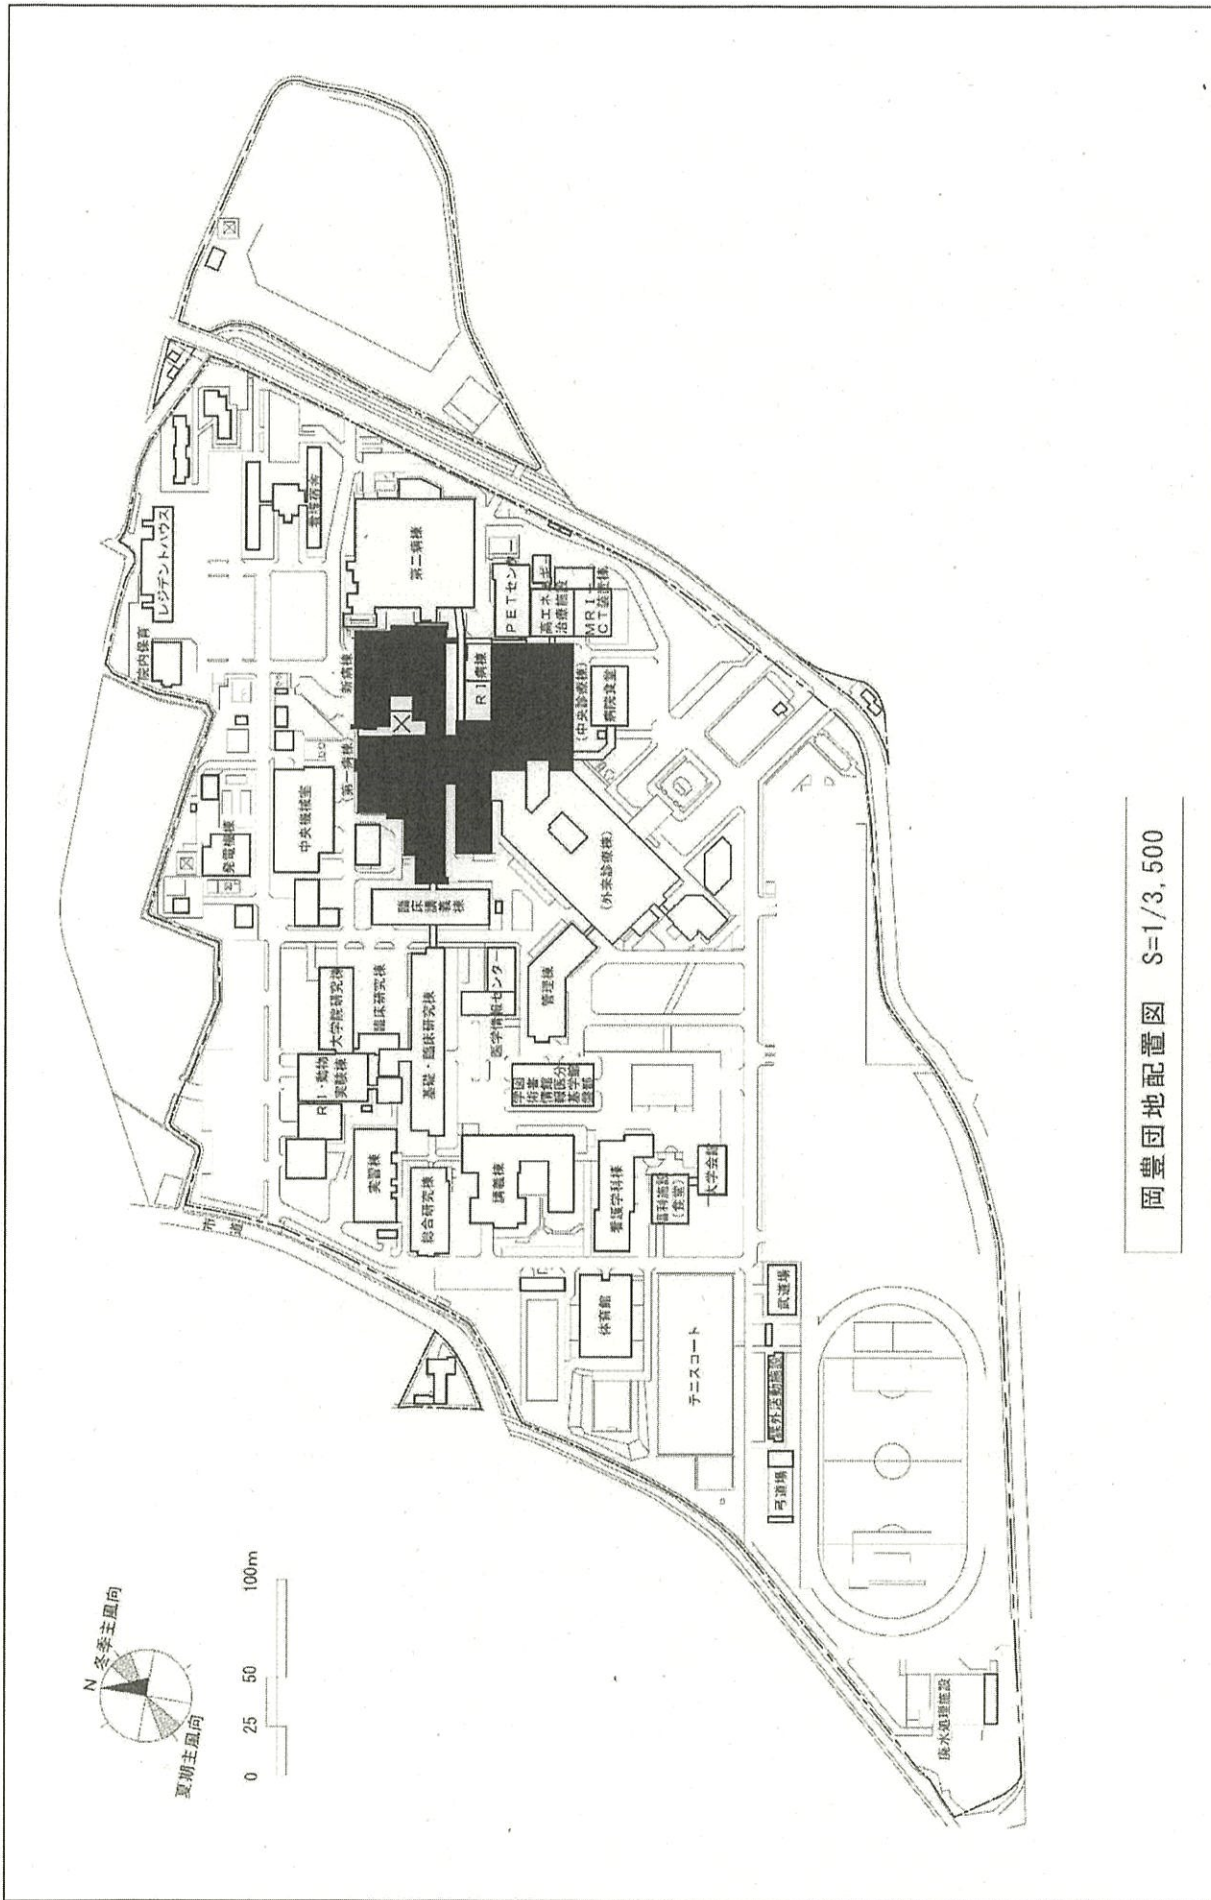 岡豊団地配置図 S=1/3,500
N
冬季主風向
夏期主風向
0 25 50 100m
レジデントハウス
院内保育
看護宿舎
第二病棟
新病棟
(第一病棟
RI病棟
(中央診療棟)
病院食堂
PETセンター
高エネルギー
治療施設
MRI-
CT装置棟
発電機棟
中央機械室
臨床講義
棟
(外来診療棟)
大学院研究棟
臨床研究棟
RI・動物
実験棟
基礎・臨床研究棟
医学情報センター
管理棟
学術情報基盤
図書館医学部分館
実習棟
総合研究棟
講義棟
看護学科棟
福利施設
(食堂)
大学会館
市道
体育館
テニスコート
武道場
課外活動施設
弓道場
廃水処理施設